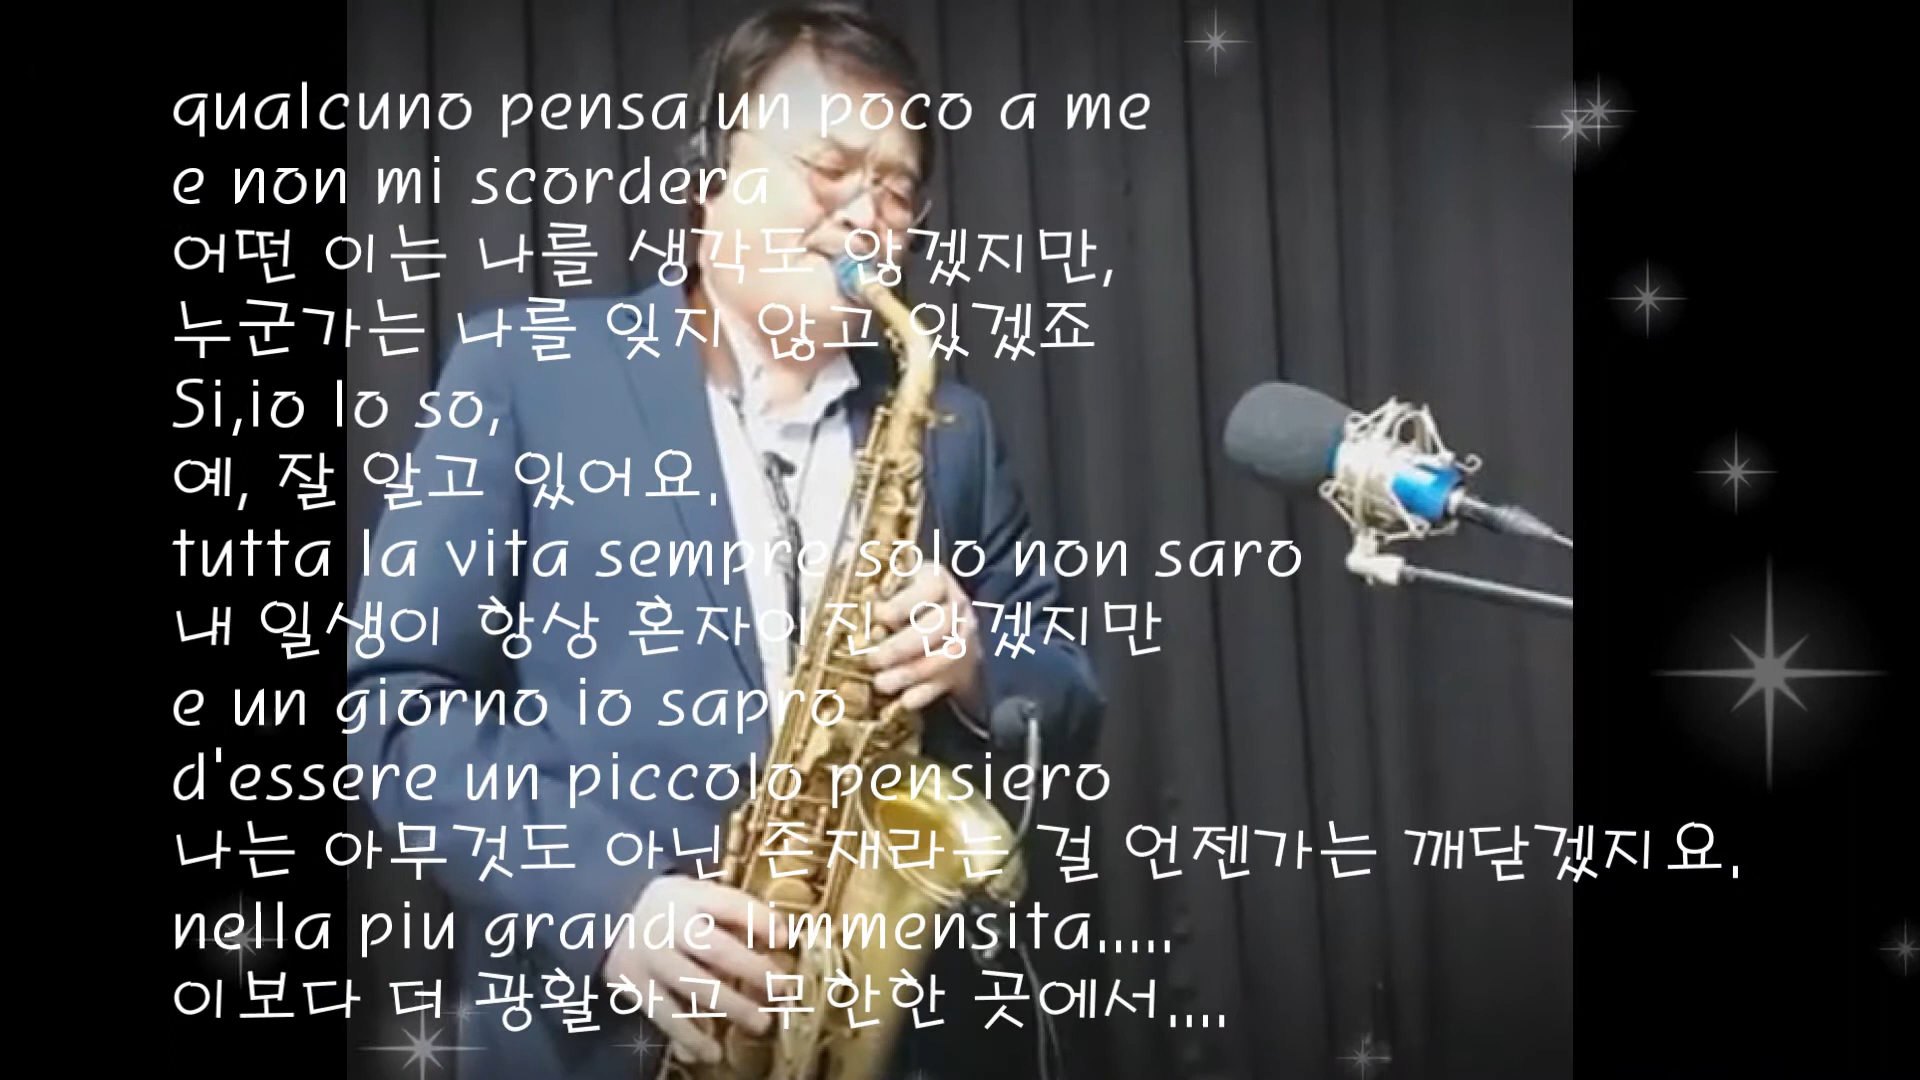 qualcuno pensa un poco a me
e non mi scordera
어떤 이는 나를 생각도 않겠지만,
누군가는 나를 잊지 않고 있겠죠
Si,io lo so,
예, 잘 알고 있어요.
tutta la vita sempre solo non saro
내 일생이 항상 혼자이진 않겠지만
e un giorno io sapro
d'essere un piccolo pensiero
나는 아무것도 아닌 존재라는 걸 언젠가는 깨닫겠지요.
nella piu grande limmensita.....
이보다 더 광활하고 무한한 곳에서....